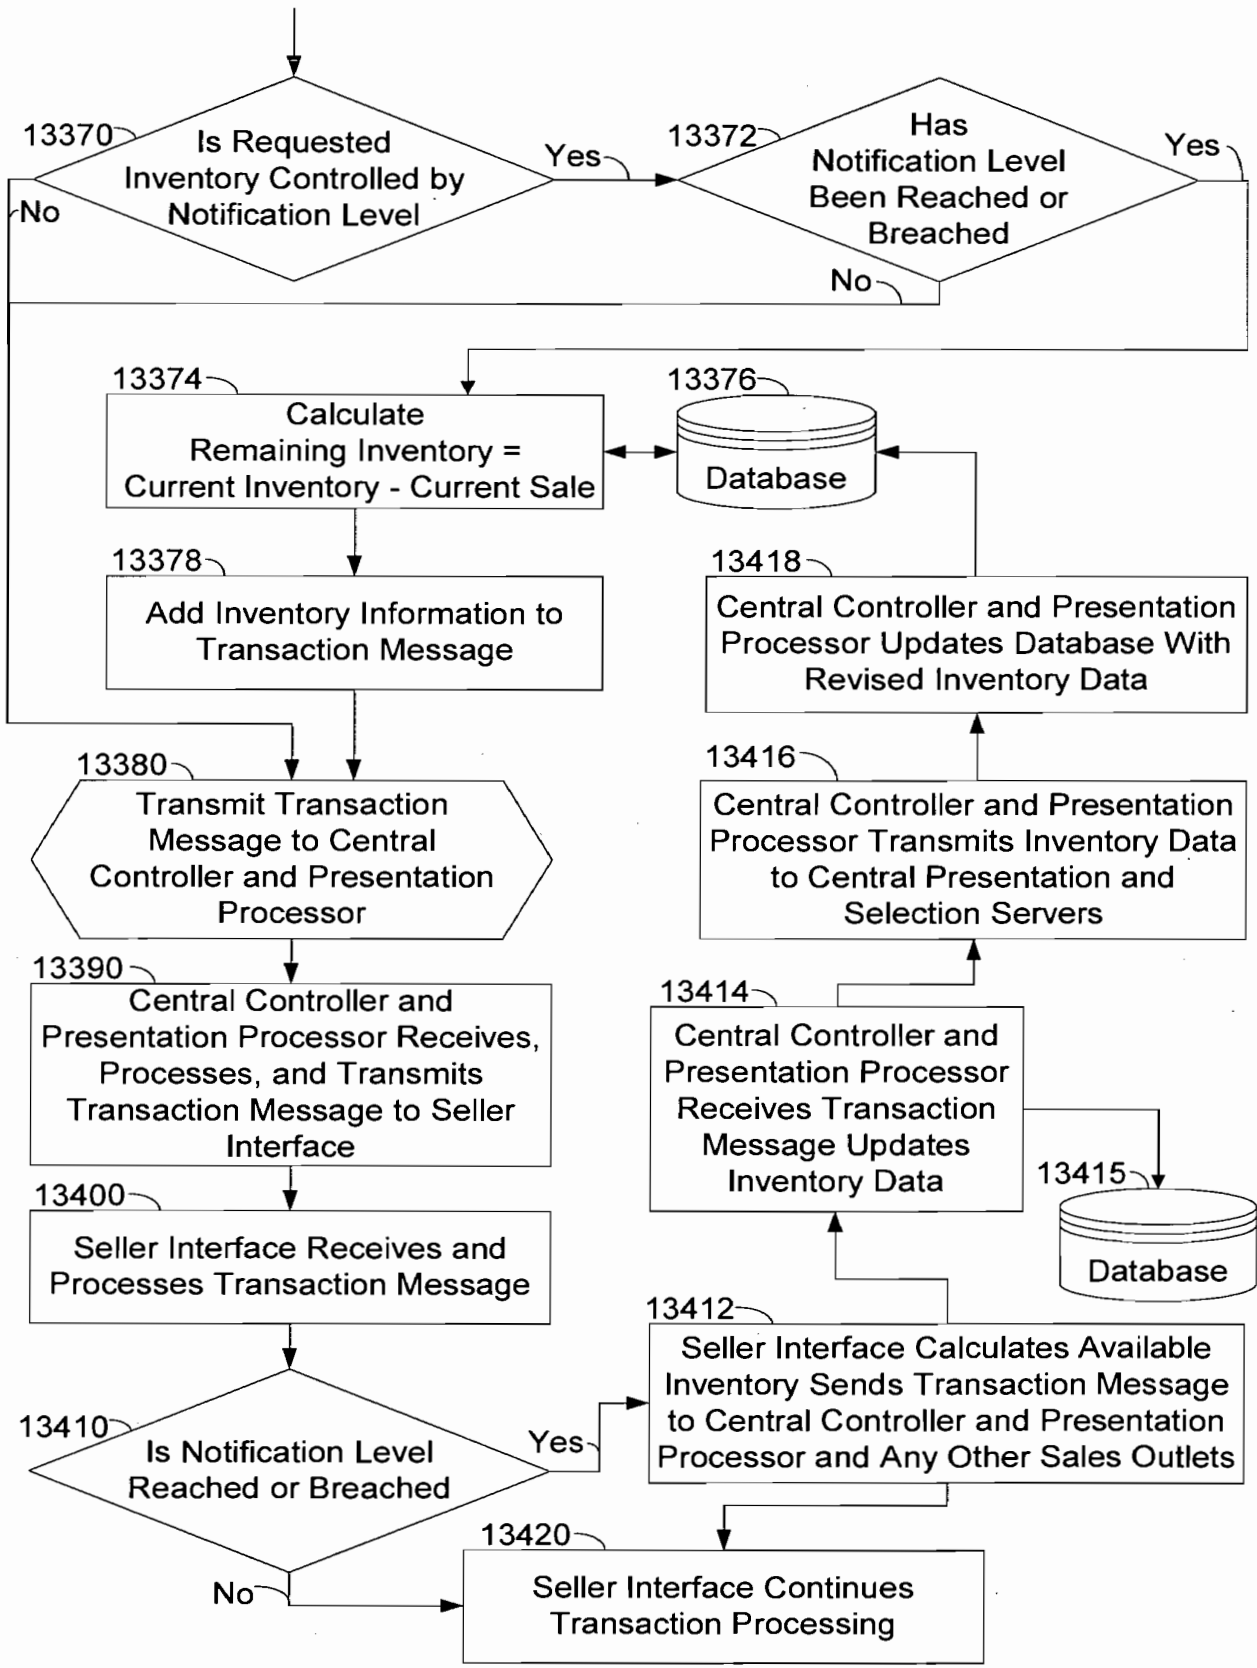 13370
Is Requested
Inventory Controlled by
Notification Level
Yes
No
13372
Has
Notification Level
Been Reached or
Breached
Yes
No
13374
Calculate
Remaining Inventory =
Current Inventory - Current Sale
13376
Database
13378
Add Inventory Information to
Transaction Message
13380
Transmit Transaction
Message to Central
Controller and Presentation
Processor
13390
Central Controller and
Presentation Processor Receives,
Processes, and Transmits
Transaction Message to Seller
Interface
13400
Seller Interface Receives and
Processes Transaction Message
13410
Is Notification Level
Reached or Breached
Yes
No
13412
Seller Interface Calculates Available
Inventory Sends Transaction Message
to Central Controller and Presentation
Processor and Any Other Sales Outlets
13414
Central Controller and
Presentation Processor
Receives Transaction
Message Updates
Inventory Data
13415
Database
13416
Central Controller and Presentation
Processor Transmits Inventory Data
to Central Presentation and
Selection Servers
13418
Central Controller and Presentation
Processor Updates Database With
Revised Inventory Data
13420
Seller Interface Continues
Transaction Processing